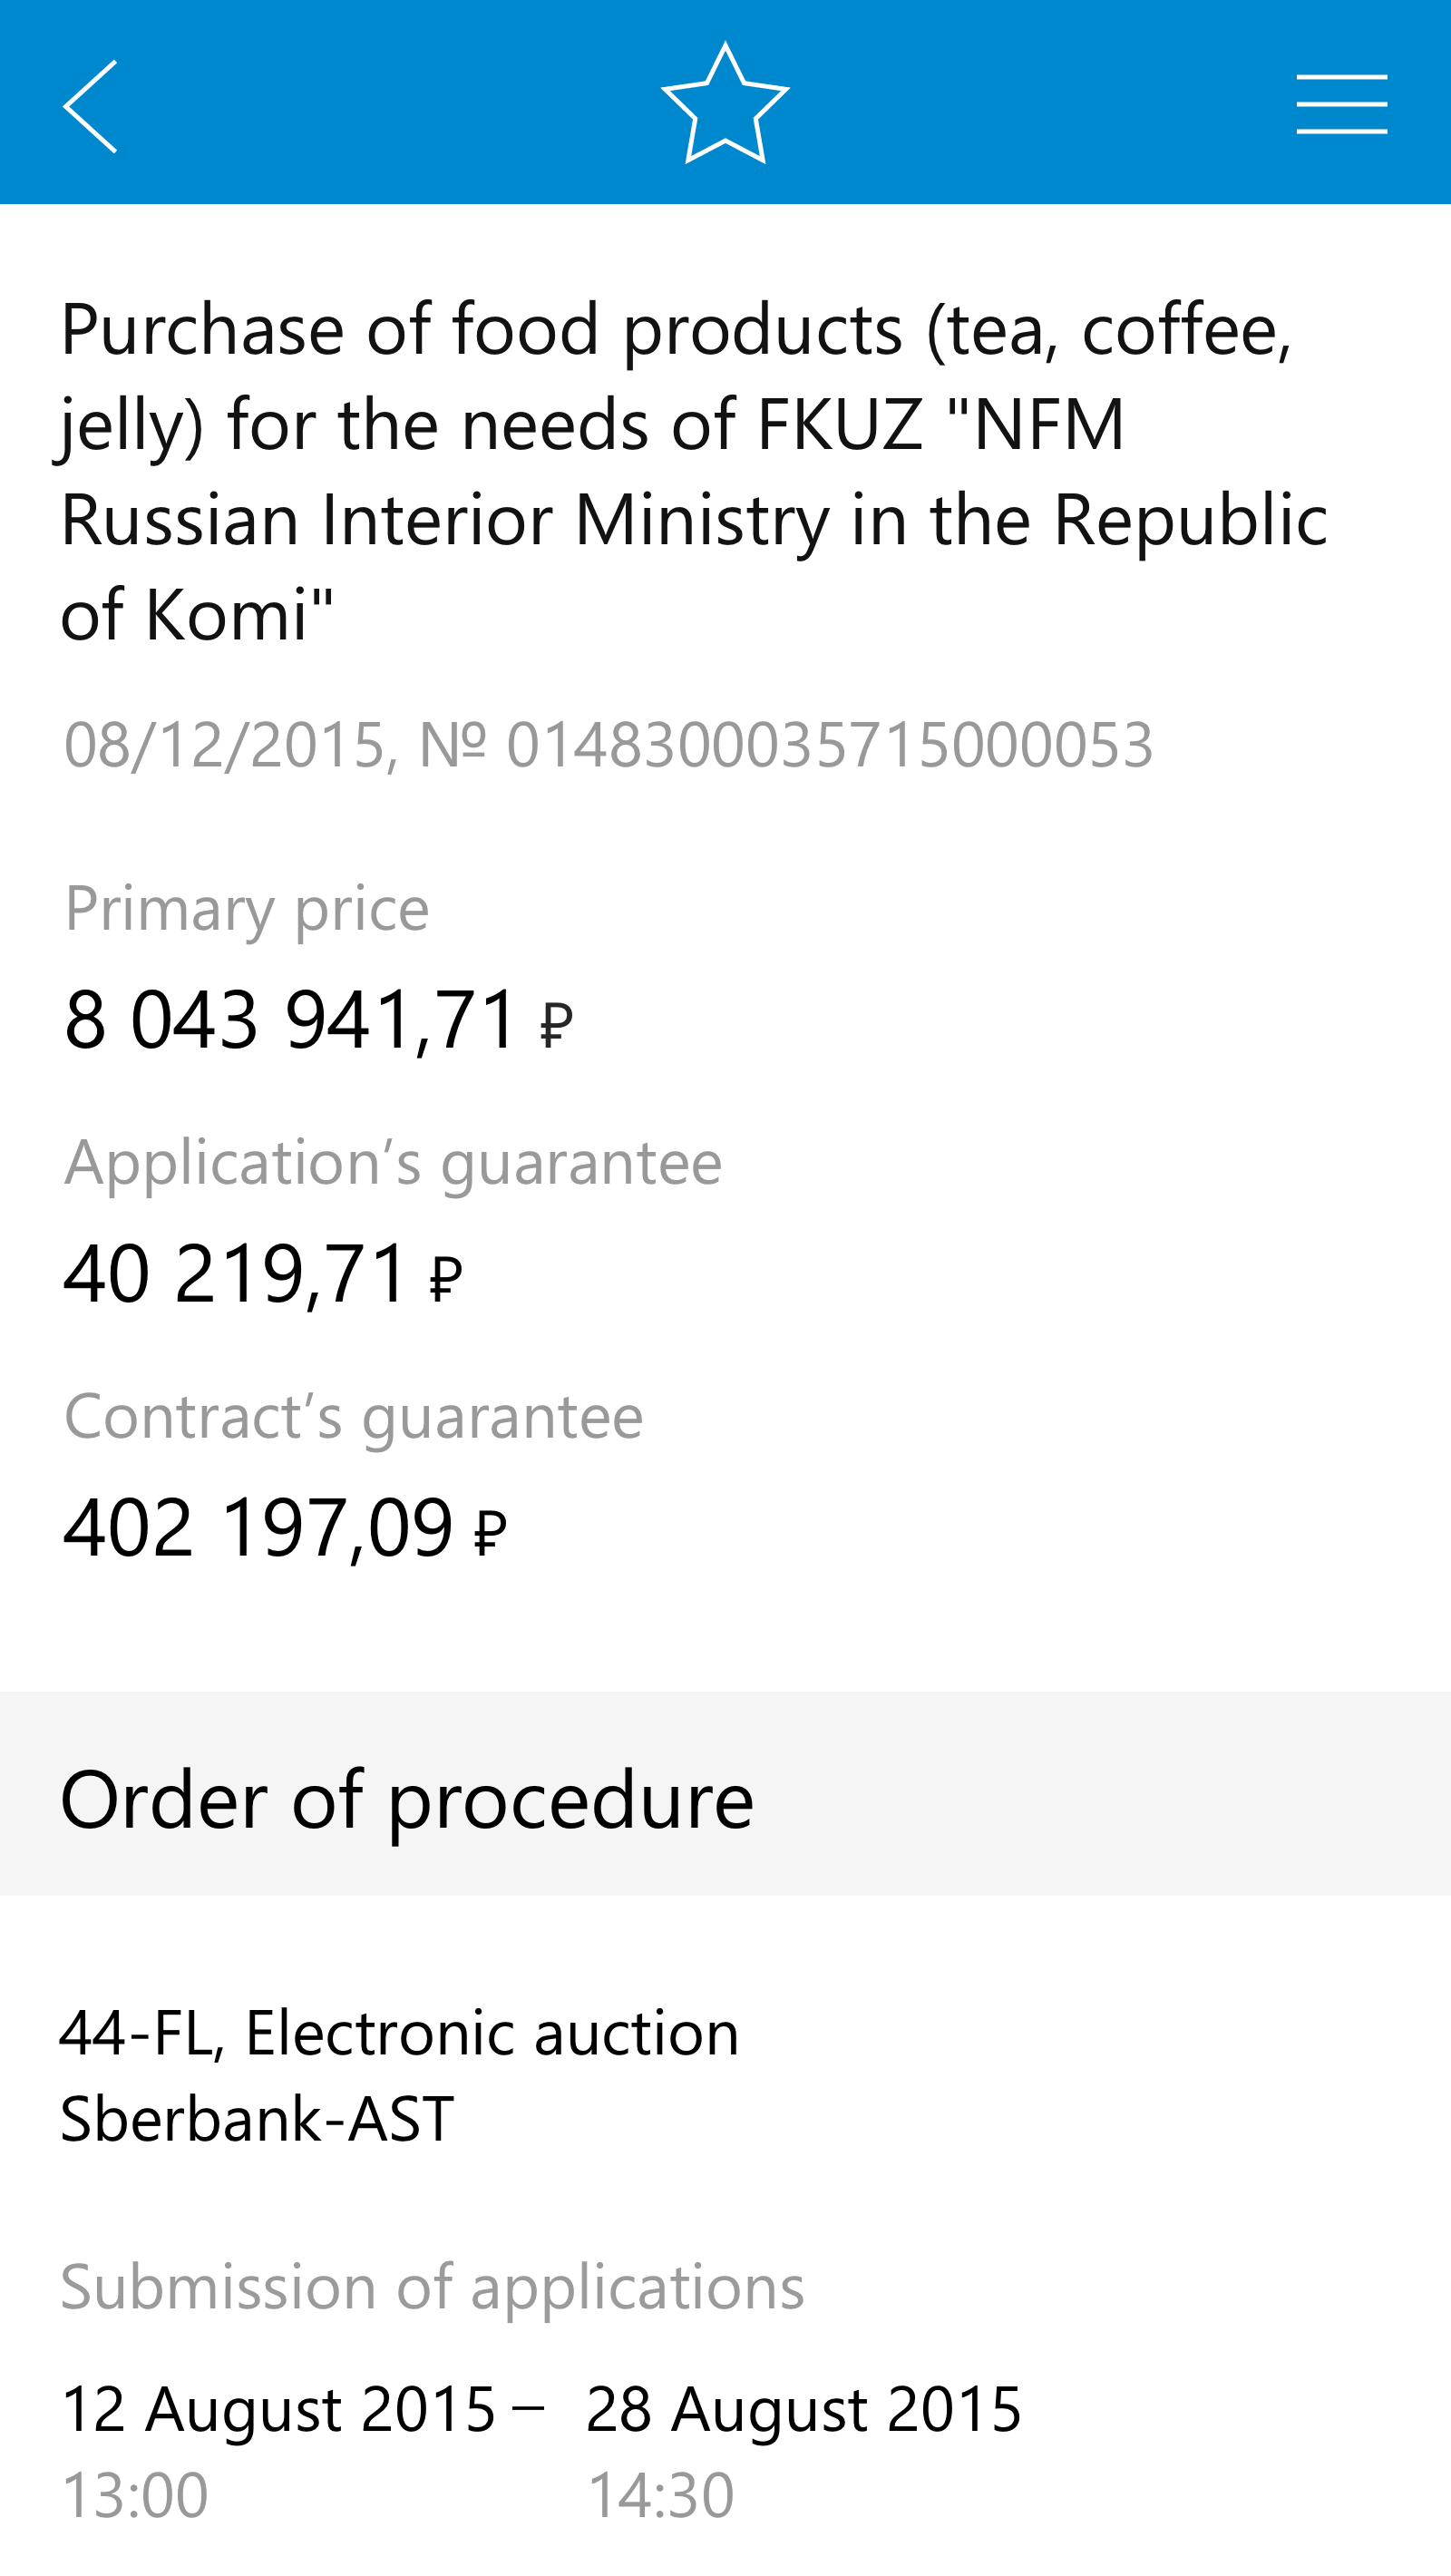 Purchase of food products (tea, coffee,
jelly) for the needs of FKUZ "NFM
Russian Interior Ministry in the Republic
of Komi"
08/12/2015, № 0148300035715000053
Primary price
8 043 941,71 ₽
Application’s guarantee
40 219,71 ₽
Contract’s guarantee
402 197,09 ₽
Order of procedure
44-FL, Electronic auction
Sberbank-AST
Submission of applications
12 August 2015 – 28 August 2015
13:00 14:30